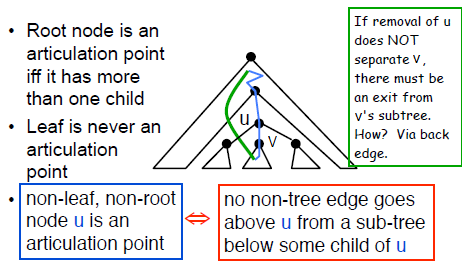 • Root node is an
articulation point
iff it has more
than one child
• Leaf is never an
articulation
point
• non-leaf, non-root
node u is an
articulation point
⇔
no non-tree edge goes
above u from a sub-tree
below some child of u
u
V
If removal of u
does NOT
separate V,
there must be
an exit from
V's subtree.
How? Via back
edge.